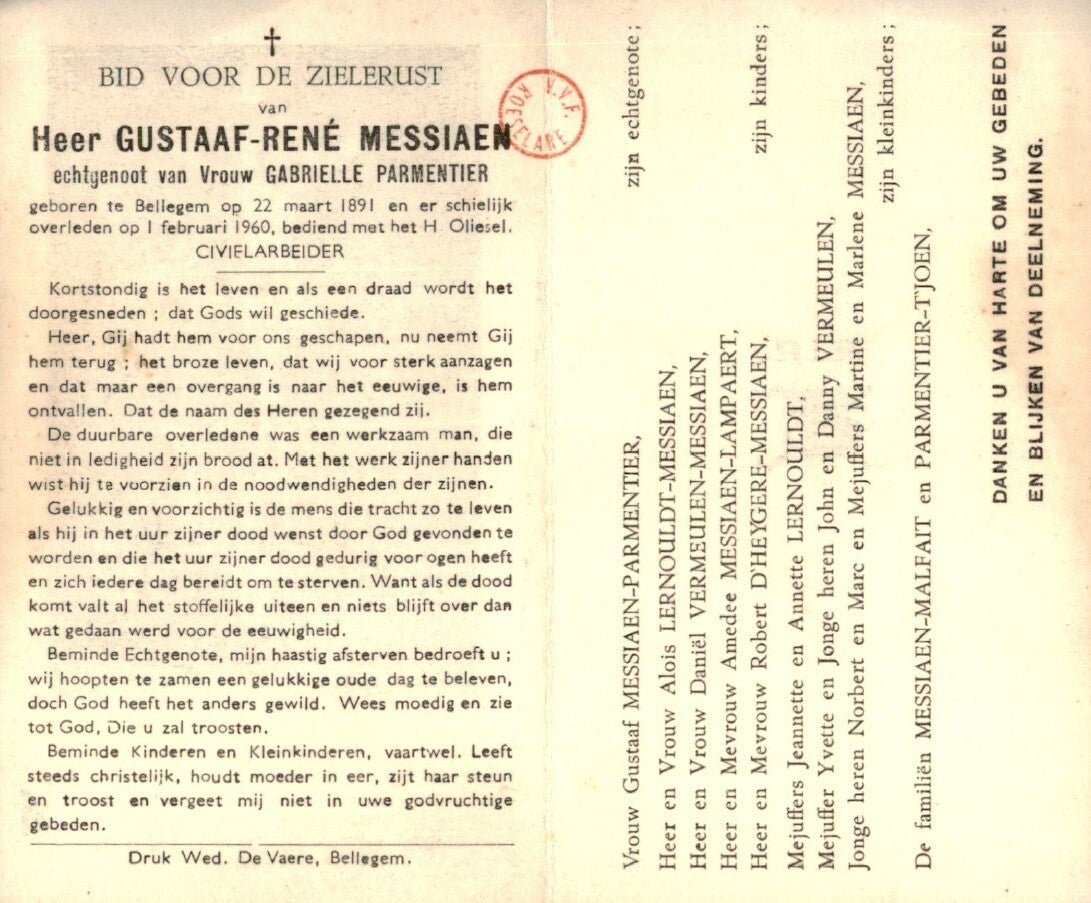 BID VOOR DE ZIELERUST
van
Heer GUSTAAF-RENÉ MESSIAEN
echtgenoot van Vrouw GABRIELLE PARMENTIER
geboren te Bellegem op 22 maart 1891 en er schielijk
overleden op 1 februari 1960, bediend met het H. Oliesel.
CIVIELARBEIDER
Kortstondig is het leven en als een draad wordt het
doorgesneden ; dat Gods wil geschiede.
Heer, Gij hadt hem voor ons geschapen, nu neemt Gij
hem terug ; het broze leven, dat wij voor sterk aanzagen
en dat maar een overgang is naar het eeuwige, is hem
ontvallen. Dat de naam des Heren gezegend zij.
De duurbare overledene was een werkzaam man, die
niet in ledigheid zijn brood at. Met het werk zijner handen
wist hij te voorzien in de noodwendigheden der zijnen.
Gelukkig en voorzichtig is de mens die tracht zo te leven
als hij in het uur zijner dood wenst door God gevonden te
worden en die het uur zijner dood gedurig voor ogen heeft
en zich iedere dag bereidt om te sterven. Want als de dood
komt valt al het stoffelijke uiteen en niets blijft over dan
wat gedaan werd voor de eeuwigheid.
Beminde Echtgenote, mijn haastig afsterven bedroeft u ;
wij hoopten te zamen een gelukkige oude dag te beleven,
doch God heeft het anders gewild. Wees moedig en zie
tot God, Die u zal troosten.
Beminde Kinderen en Kleinkinderen, vaartwel. Leeft
steeds christelijk, houdt moeder in eer, zijt haar steun
en troost en vergeet mij niet in uwe godvruchtige
gebeden.
Druk Wed. De Vaere, Bellegem.
V.V.F.
ROESELARE
Vrouw Gustaaf MESSIAEN-PARMENTIER,
zijn echtgenote ;
Heer en Vrouw Alois LERNOULDT-MESSIAEN,
Heer en Vrouw Daniël VERMEULEN-MESSIAEN,
Heer en Mevrouw Amedee MESSIAEN-LAMPAERT,
Heer en Mevrouw Robert D'HEYGERE-MESSIAEN,
zijn kinders ;
Mejuffers Jeannette en Annette LERNOULDT,
Mejuffer Yvette en Jonge heren John en Danny VERMEULEN,
Jonge heren Norbert en Marc en Mejuffers Martine en Marlene MESSIAEN,
zijn kleinkinders ;
De familiën MESSIAEN-MALFAIT en PARMENTIER-T'JOEN,
DANKEN U VAN HARTE OM UW GEBEDEN
EN BLIJKEN VAN DEELNEMING.